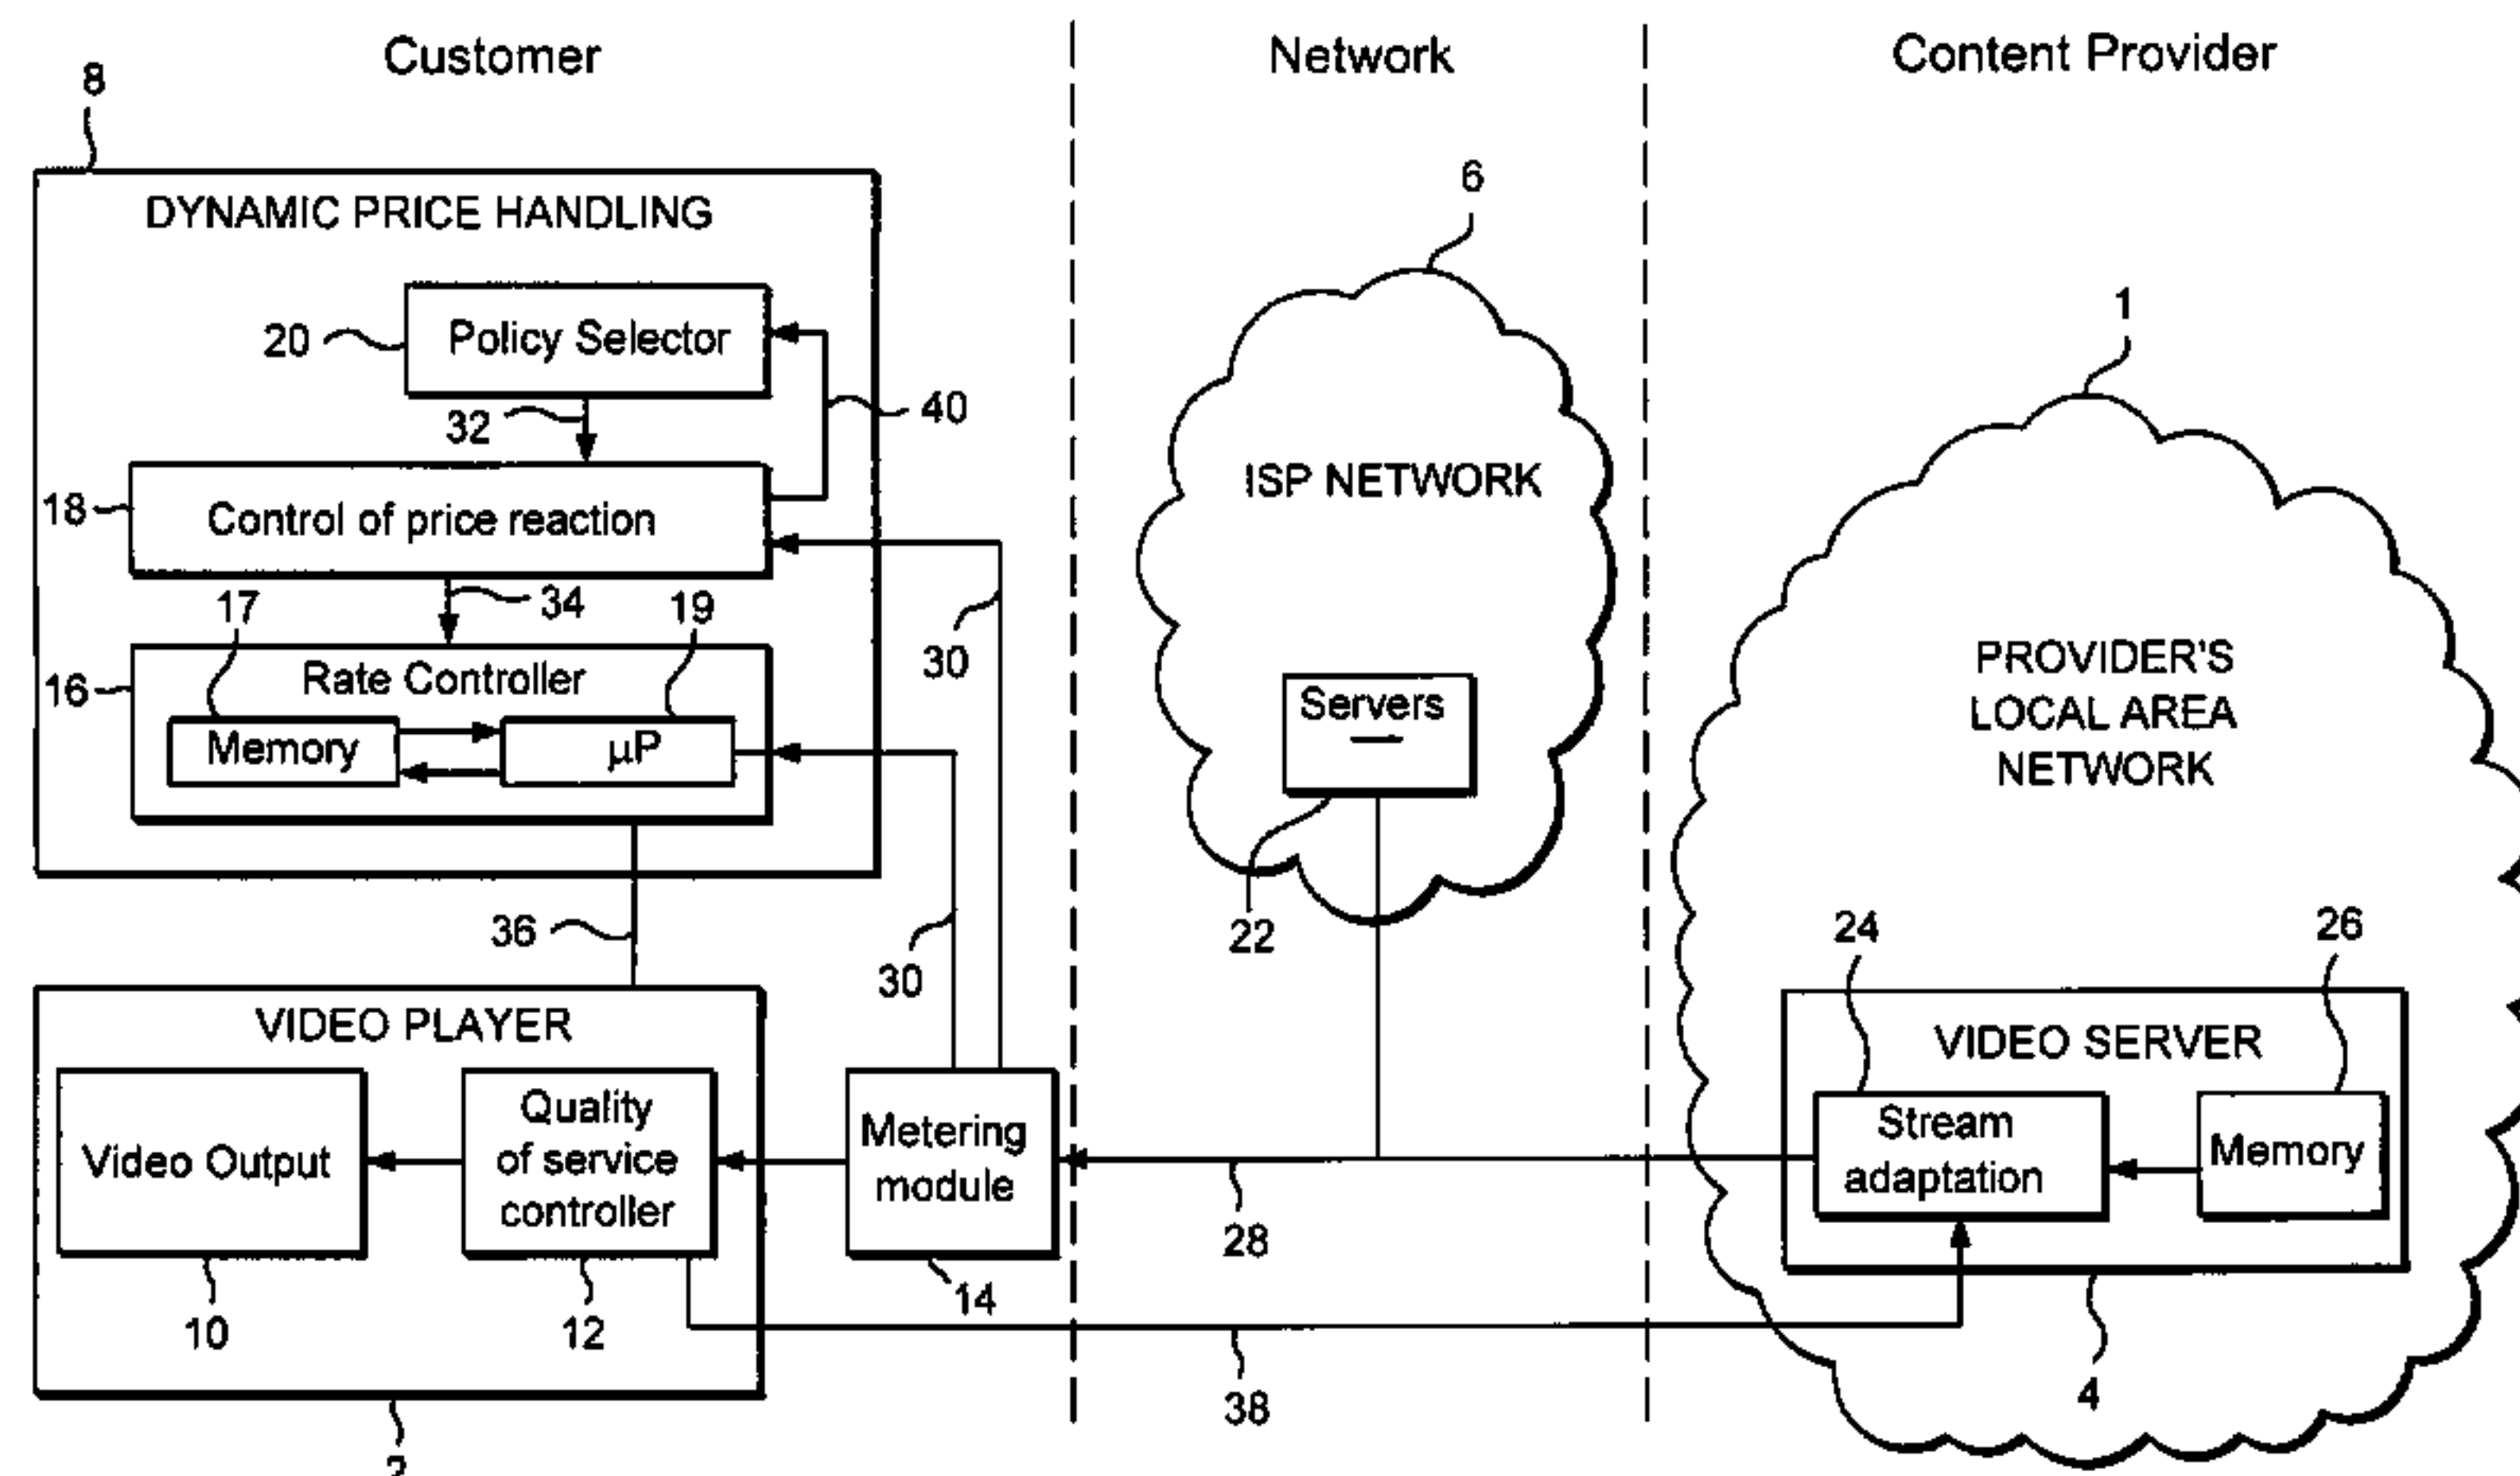 Customer
Network
Content Provider
8
DYNAMIC PRICE HANDLING
6
1
20
Policy Selector
32
40
18
Control of price reaction
ISP NETWORK
17
34
19
30
16
Rate Controller
Memory
µP
Servers
PROVIDER'S
LOCAL AREA
NETWORK
36
30
22
24
26
VIDEO PLAYER
VIDEO SERVER
Video Output
Quality
of service
controller
Metering
module
Stream
adaptation
Memory
28
10
12
14
38
4